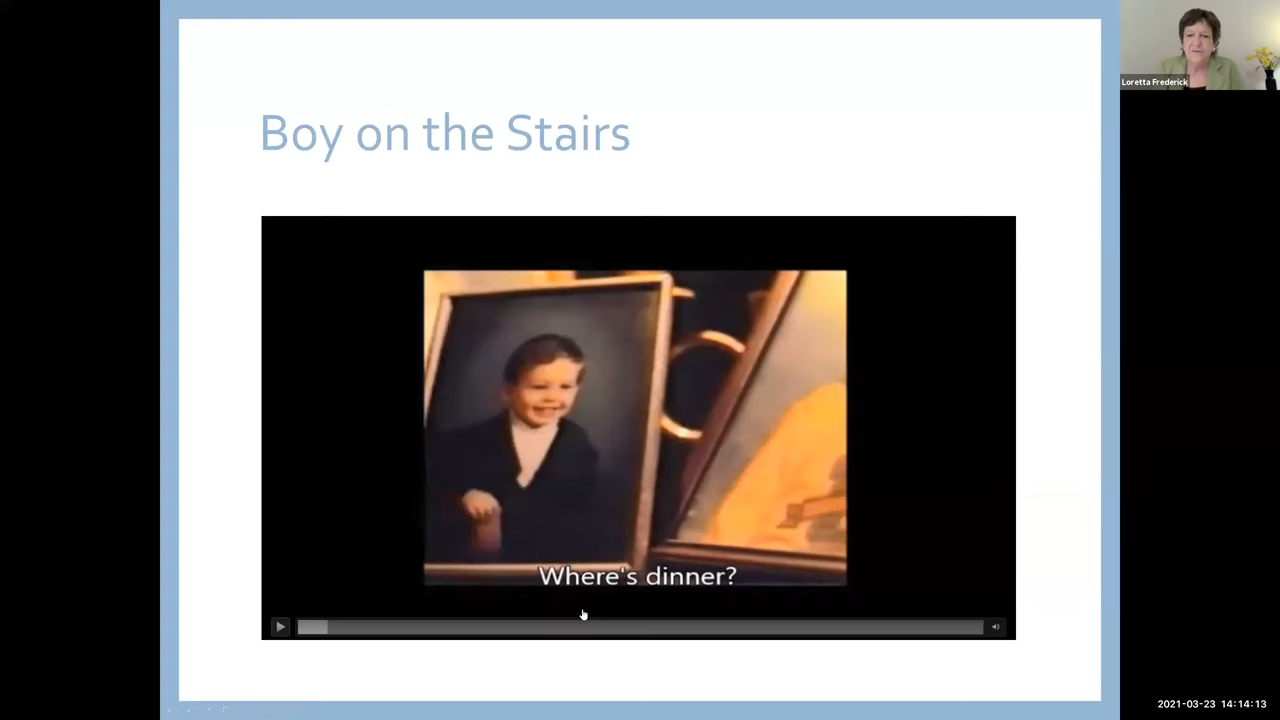 Boy on the Stairs
Loretta Frederick
Where's dinner?
2021-03-23 14:14:13